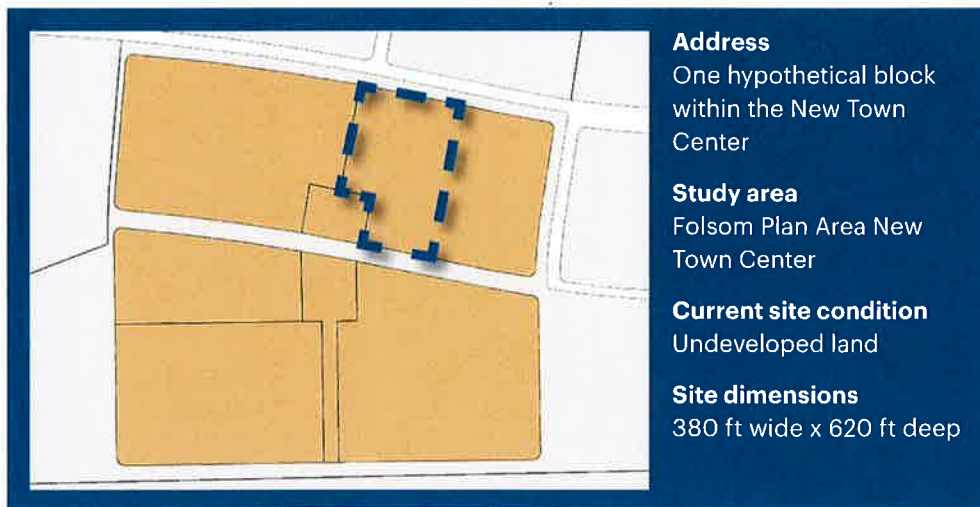 Address
One hypothetical block
within the New Town
Center
Study area
Folsom Plan Area New
Town Center
Current site condition
Undeveloped land
Site dimensions
380 ft wide x 620 ft deep